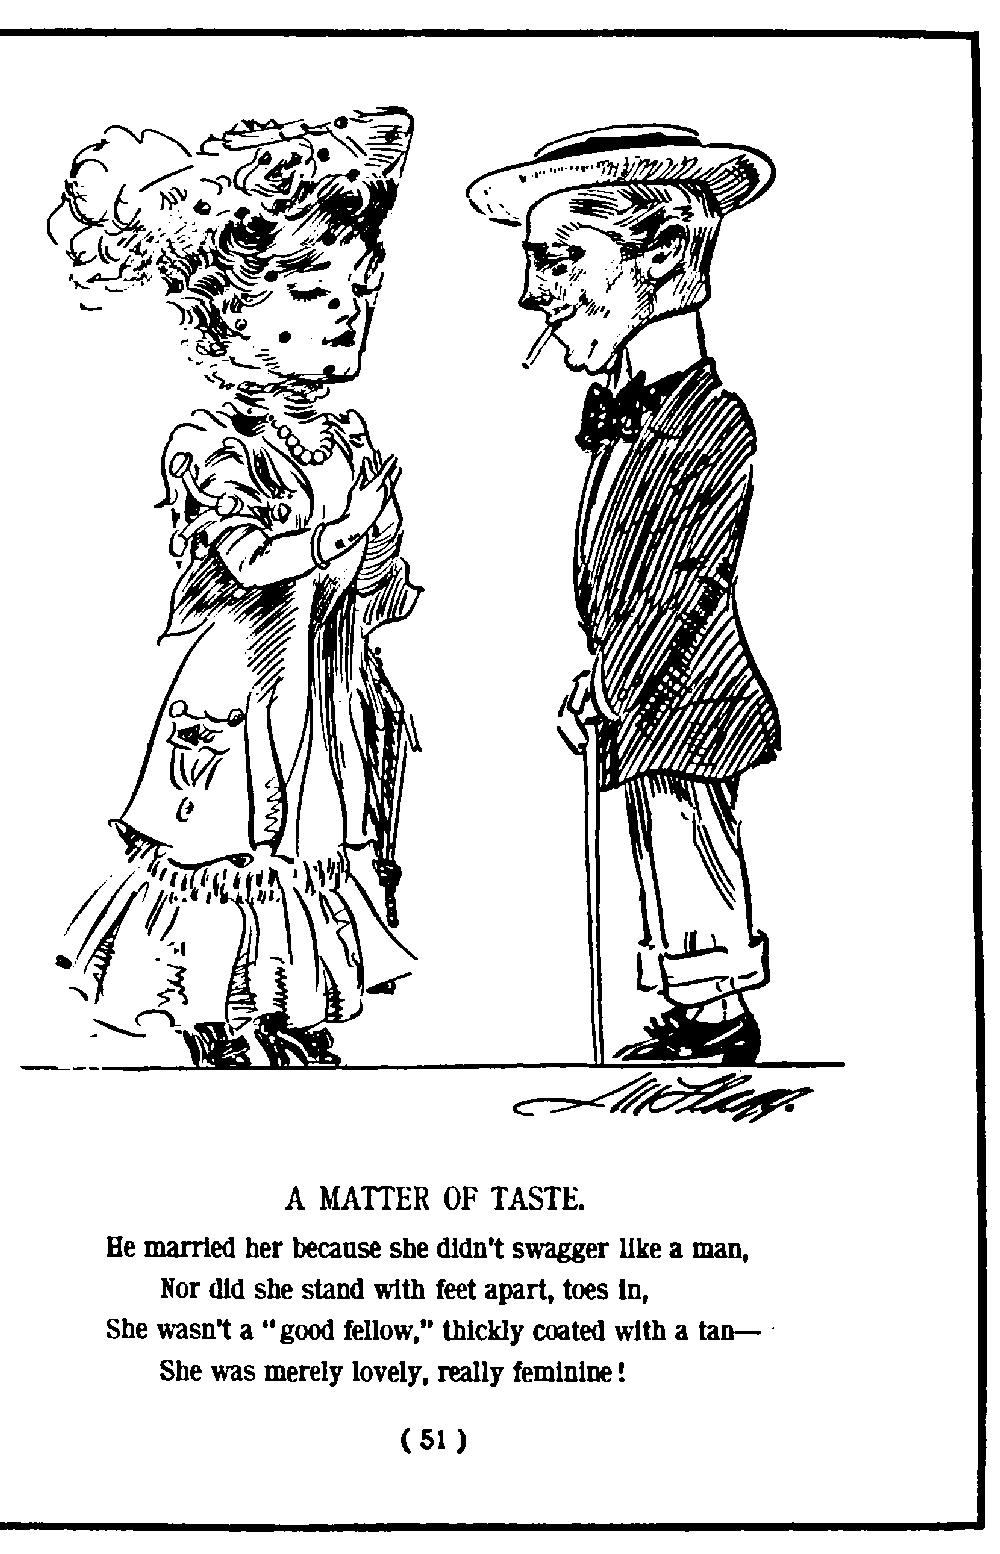 A MATTER OF TASTE.
He married her because she didn't swagger like a man,
Nor did she stand with feet apart, toes in,
She wasn't a "good fellow," thickly coated with a tan—
She was merely lovely, really feminine!
(51)